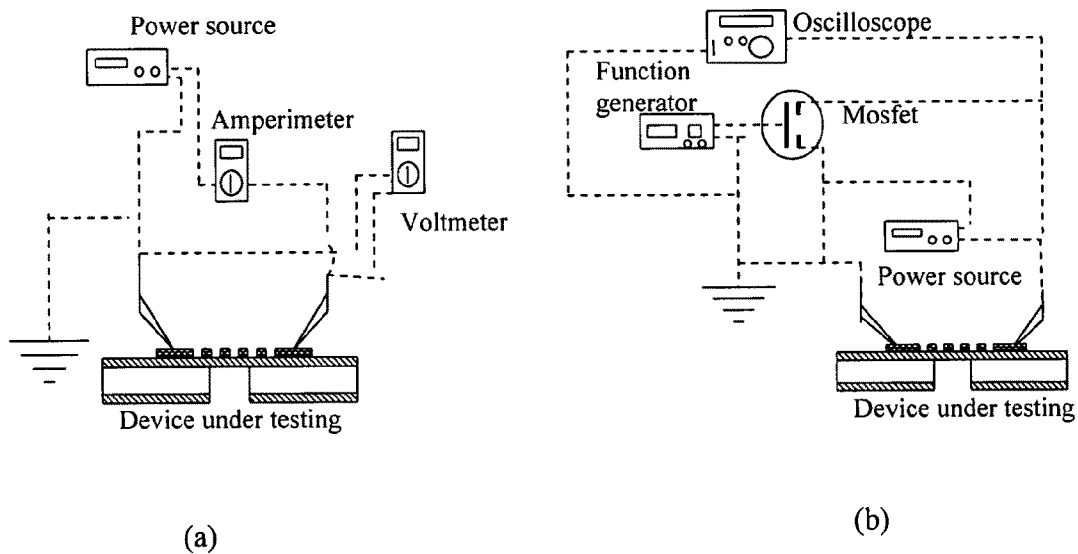 Power source
Amperimeter
Voltmeter
Device under testing
(a)
Oscilloscope
Function
generator
Mosfet
Power source
Device under testing
(b)